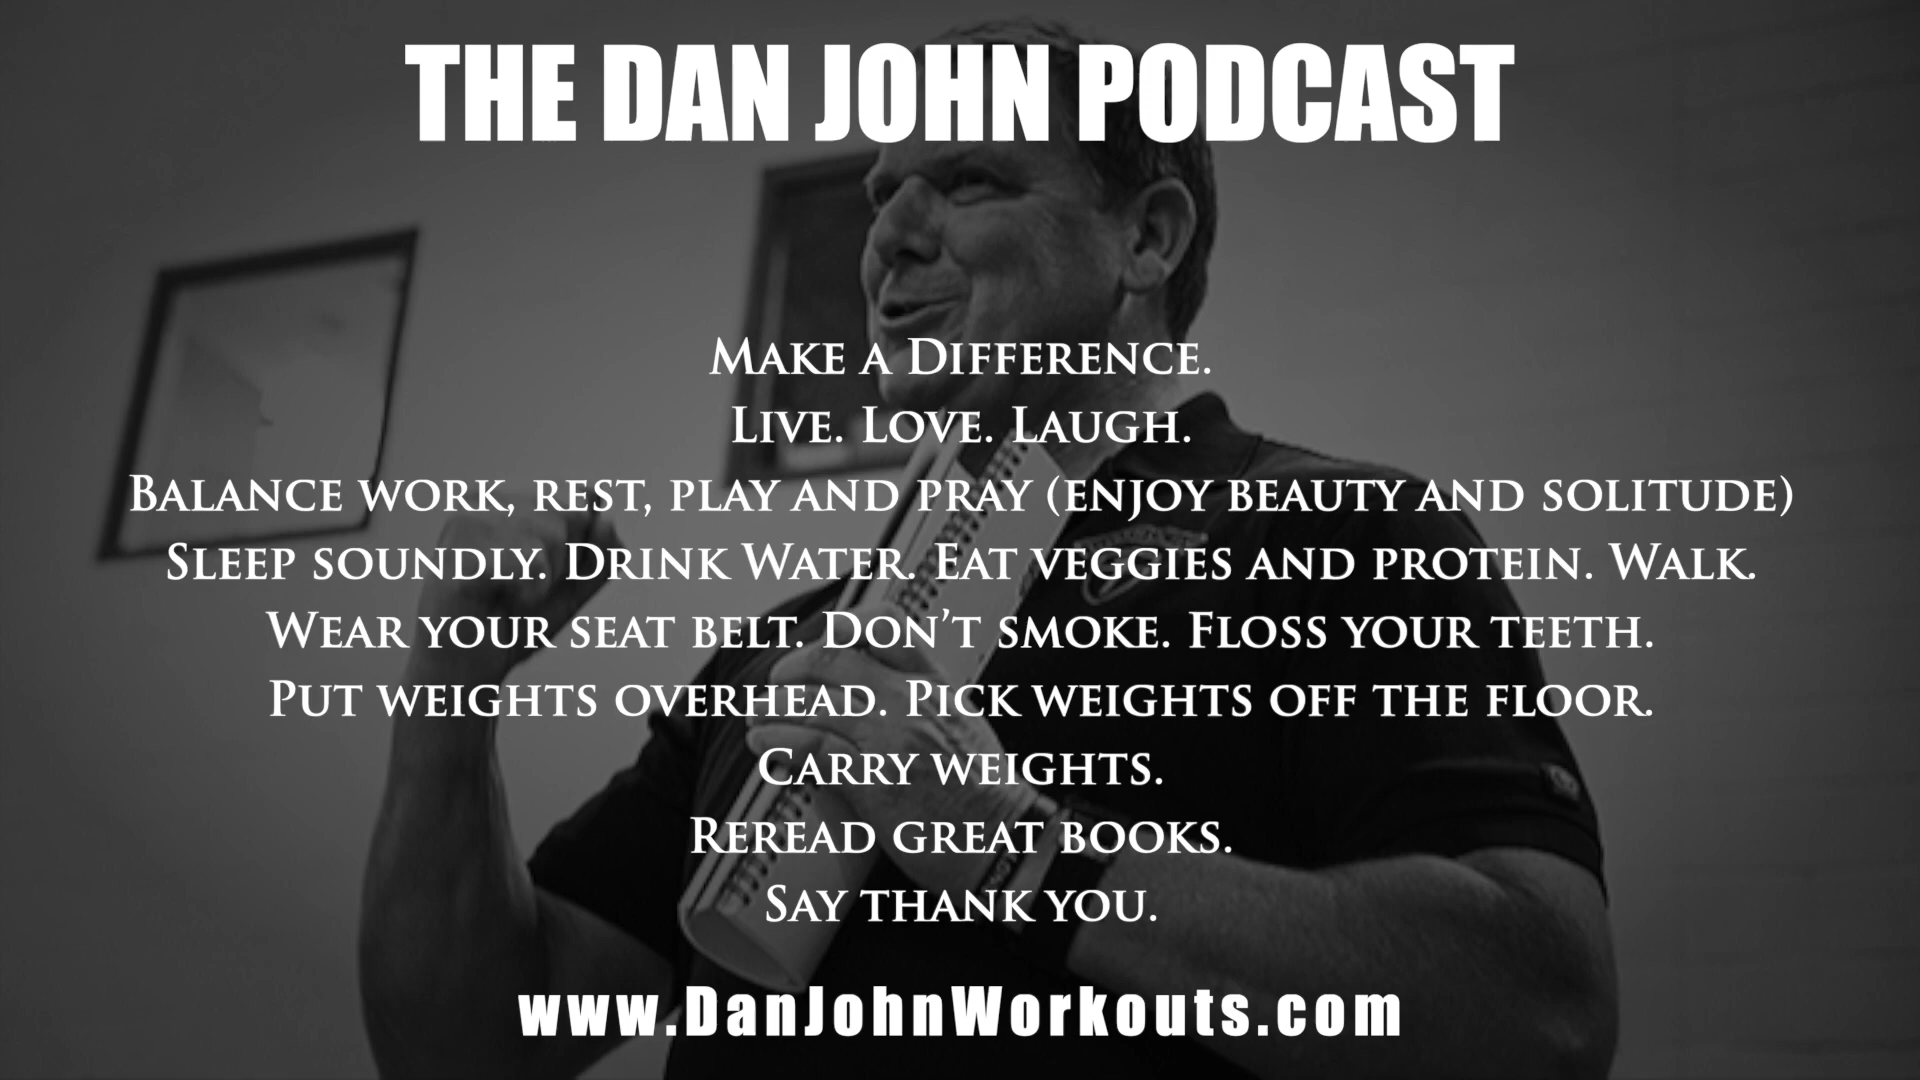 THE DAN JOHN PODCAST
Make a Difference.
Live. Love. Laugh.
Balance work, rest, play and pray (enjoy beauty and solitude)
Sleep soundly. Drink Water. Eat veggies and protein. Walk.
Wear your seat belt. Don't smoke. Floss your teeth.
Put weights overhead. Pick weights off the floor.
Carry weights.
Reread great books.
Say thank you.
www.DanJohnWorkouts.com